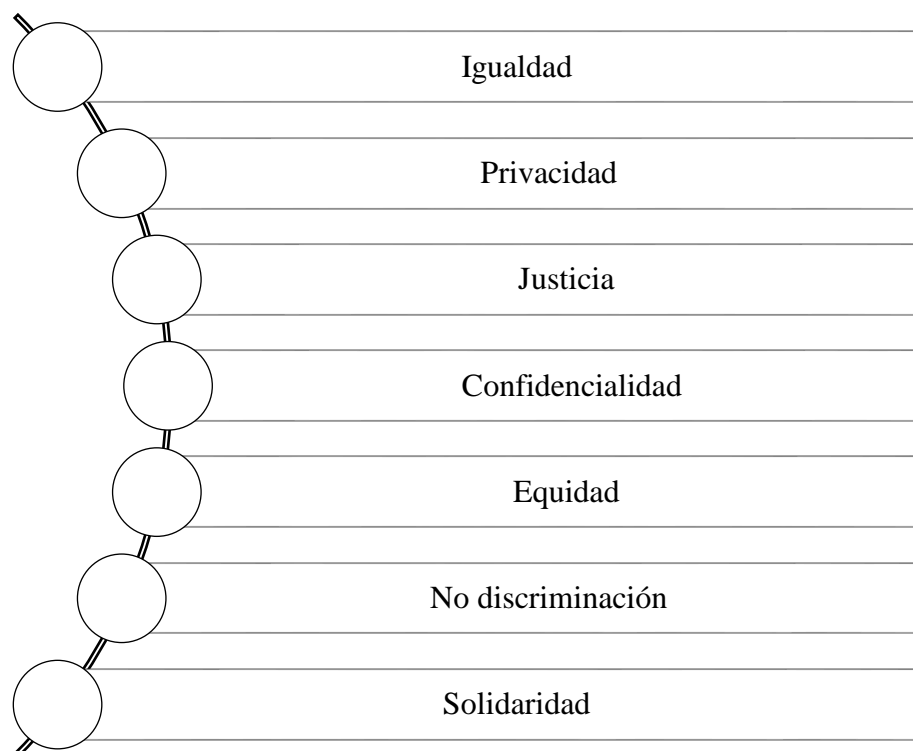 Igualdad
Privacidad
Justicia
Confidencialidad
Equidad
No discriminación
Solidaridad